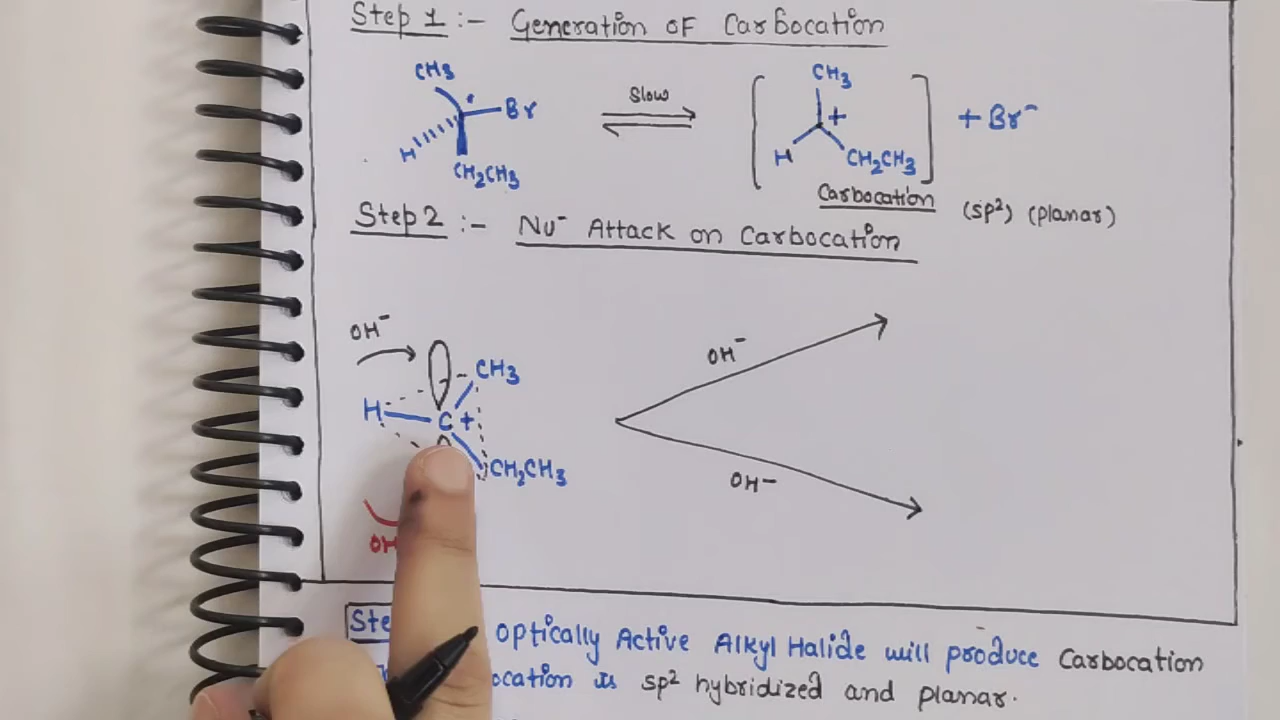 Step 1 :- Generation of Carbocation
CH3
Br
H
CH2CH3
Slow
CH3
+
H
CH2CH3
+ Br-
Carbocation (sp2) (planar)
Step 2 :- Nu- Attack on Carbocation
OH-
CH3
H
C +
CH2CH3
OH
OH-
OH-
Ste
optically Active Alkyl Halide will produce Carbocation
ocation is sp2 hybridized and planar.